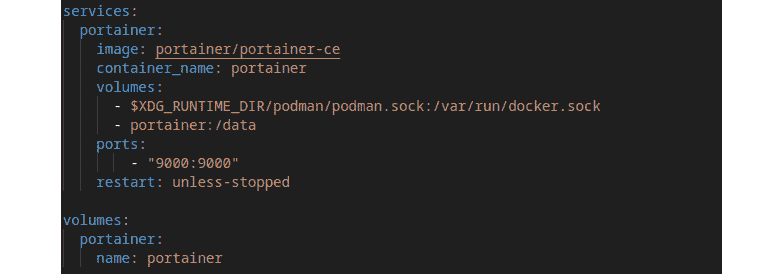 services:
  portainer:
    image: portainer/portainer-ce
    container_name: portainer
    volumes:
      - $XDG_RUNTIME_DIR/podman/podman.sock:/var/run/docker.sock
      - portainer:/data
    ports:
        - "9000:9000"
    restart: unless-stopped

volumes:
  portainer:
    name: portainer